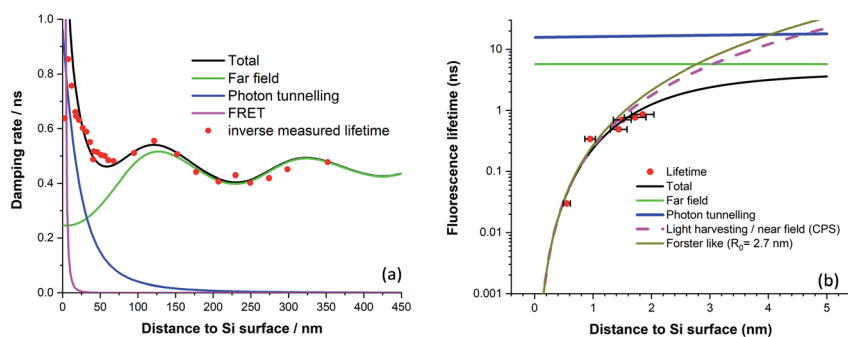 Damping rate / ns
1.0
0.8
0.6
0.4
0.2
0.0
Total
Far field
Photon tunnelling
FRET
inverse measured lifetime
(a)
0 50 100 150 200 250 300 350 400 450
Distance to Si surface / nm
Fluorescence lifetime (ns)
10
1
0.1
0.01
0.001
Lifetime
Total
Far field
Photon tunnelling
Light harvesting / near field (CPS)
Forster like (R0= 2.7 nm)
(b)
0 1 2 3 4 5
Distance to Si surface (nm)